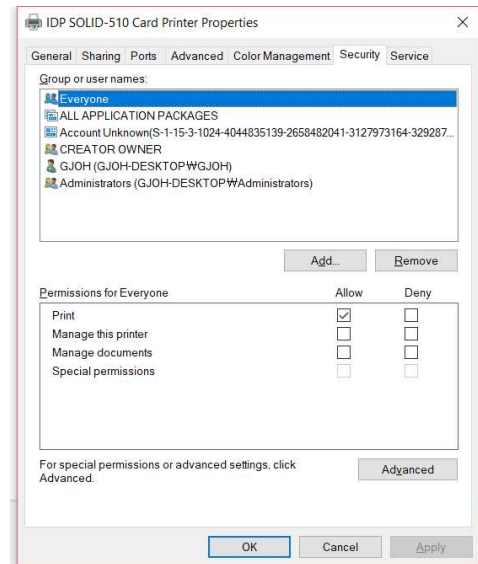 IDP SOLID-510 Card Printer Properties
General Sharing Ports Advanced Color Management Security Service
Group or user names:
Everyone
ALL APPLICATION PACKAGES
Account Unknown(S-1-15-3-1024-4044835139-2658482041-3127973164-329287...
CREATOR OWNER
GJOH (GJOH-DESKTOP₩GJOH)
Administrators (GJOH-DESKTOP₩Administrators)
Add... Remove
Permissions for Everyone Allow Deny
Print
Manage this printer
Manage documents
Special permissions
For special permissions or advanced settings, click Advanced
Advanced.
OK Cancel Apply